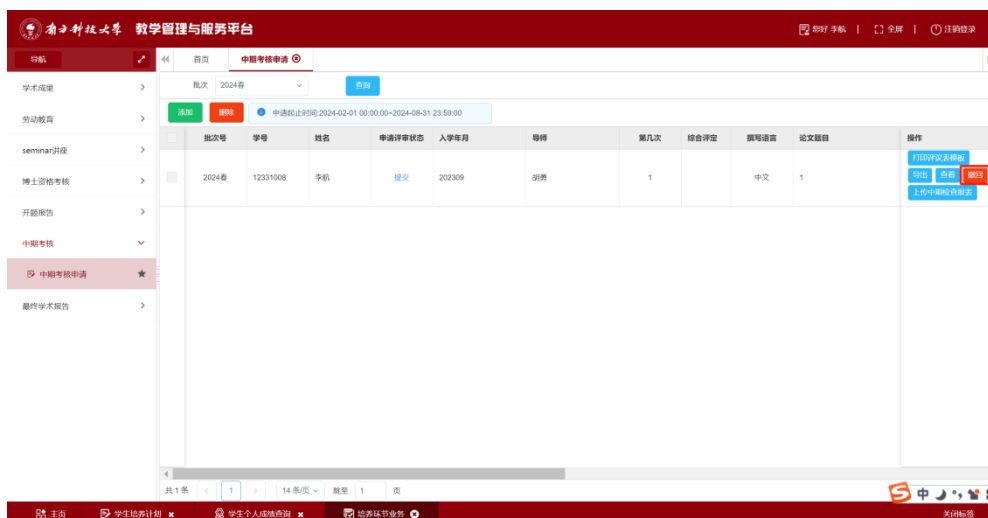 南方科技大学 教学管理与服务平台
您好 李航 | 全屏 | 注销登录
导航
首页 中期考核申请
学术成果
劳动教育
seminar讲座
博士资格考核
开题报告
中期考核
中期考核申请
最终学术报告
批次 2024春 查询
添加 删除 申请起止时间:2024-02-01 00:00:00~2024-08-31 23:59:00
批次号 学号 姓名 申请评审状态 入学年月 导师 第几次 综合评定 撰写语言 论文题目 操作
2024春 12331008 李航 提交 202309 胡勇 1 中文 1
打印评议表模板
导出 查看 撤回
上传中期检查报表
共 1 条 1 14 条/页 跳至 1 页
中
主页 学生培养计划 学生个人成绩查询 培养环节业务 关闭标签